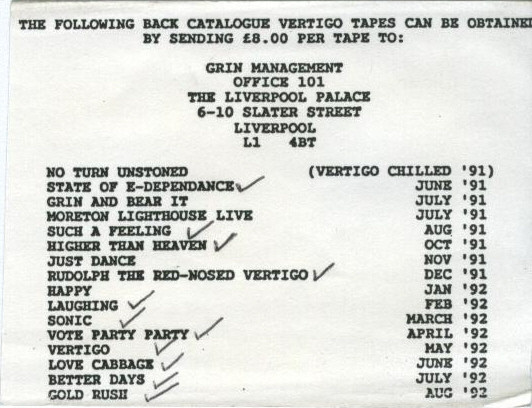 THE FOLLOWING BACK CATALOGUE VERTIGO TAPES CAN BE OBTAINED
BY SENDING £8.00 PER TAPE TO:
GRIN MANAGEMENT
OFFICE 101
THE LIVERPOOL PALACE
6-10 SLATER STREET
LIVERPOOL
L1 4BT
NO TURN UNSTONED (VERTIGO CHILLED '91)
STATE OF E-DEPENDANCE JUNE '91
GRIN AND BEAR IT JULY '91
MORETON LIGHTHOUSE LIVE JULY '91
SUCH A FEELING AUG '91
HIGHER THAN HEAVEN OCT '91
JUST DANCE NOV '91
RUDOLPH THE RED-NOSED VERTIGO DEC '91
HAPPY JAN '92
LAUGHING FEB '92
SONIC MARCH '92
VOTE PARTY PARTY APRIL '92
VERTIGO MAY '92
LOVE CABBAGE JUNE '92
BETTER DAYS JULY '92
GOLD RUSH AUG '92